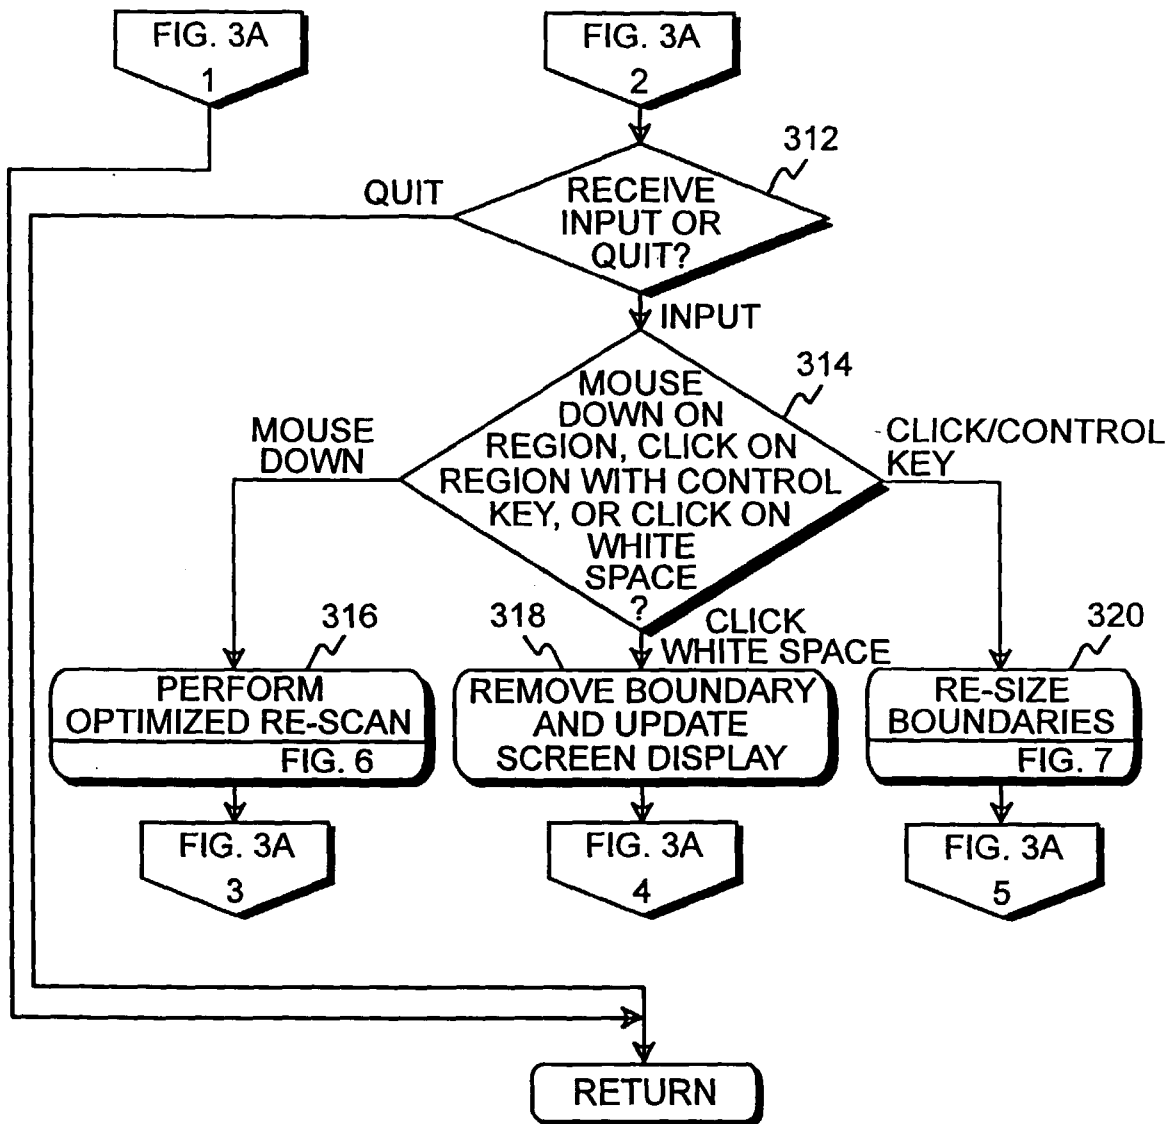 FIG. 3A
1
FIG. 3A
2
312
QUIT
RECEIVE
INPUT OR
QUIT?
INPUT
314
MOUSE
DOWN ON
REGION, CLICK ON
REGION WITH CONTROL
KEY, OR CLICK ON
WHITE
SPACE
?
MOUSE
DOWN
CLICK/CONTROL
KEY
CLICK
WHITE SPACE
316
PERFORM
OPTIMIZED RE-SCAN
FIG. 6
318
REMOVE BOUNDARY
AND UPDATE
SCREEN DISPLAY
320
RE-SIZE
BOUNDARIES
FIG. 7
FIG. 3A
3
FIG. 3A
4
FIG. 3A
5
RETURN